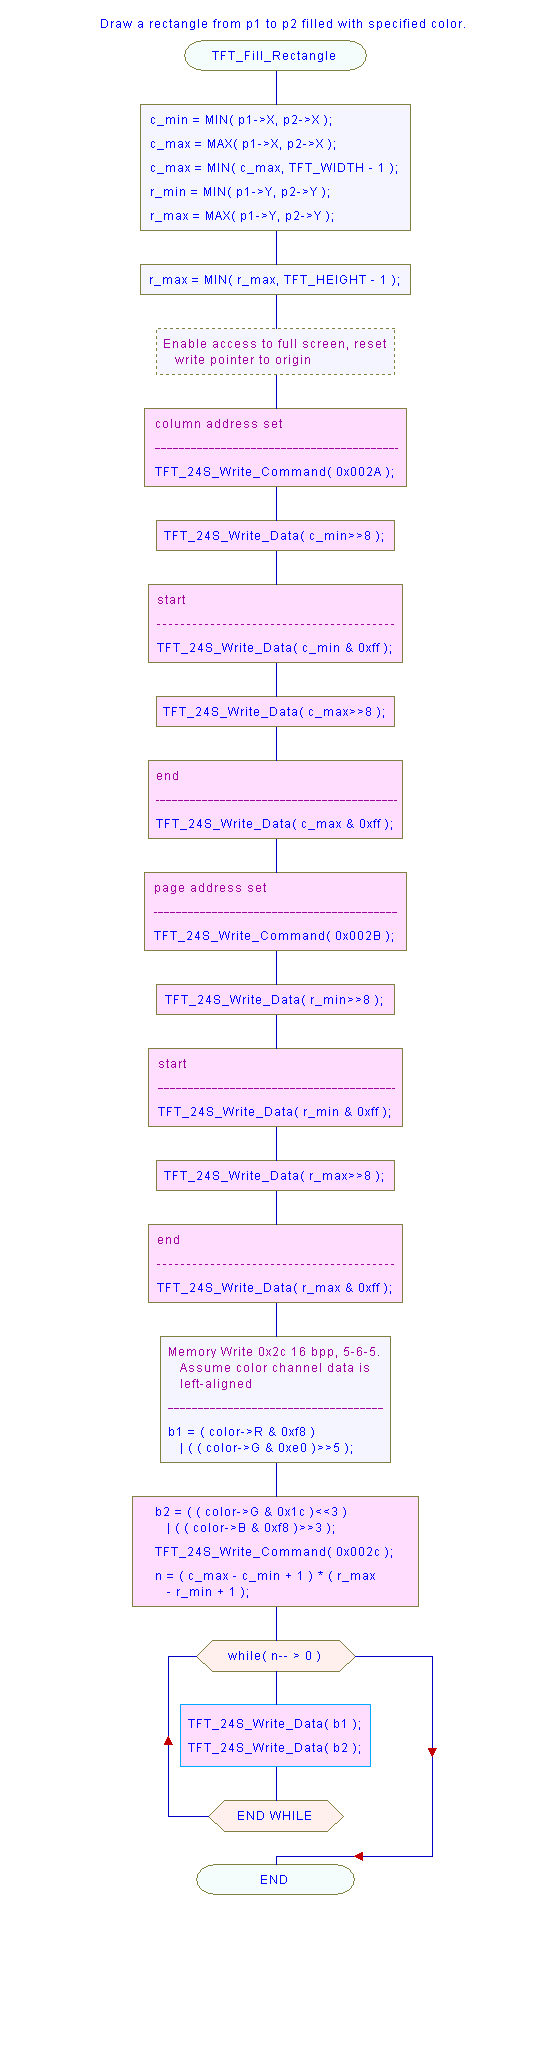 Draw a rectangle from p1 to p2 filled with specified color.
TFT_Fill_Rectangle
c_min = MIN( p1->X, p2->X );
c_max = MAX( p1->X, p2->X );
c_max = MIN( c_max, TFT_WIDTH - 1 );
r_min = MIN( p1->Y, p2->Y );
r_max = MAX( p1->Y, p2->Y );
r_max = MIN( r_max, TFT_HEIGHT - 1 );
Enable access to full screen, reset
write pointer to origin
column address set
TFT_24S_Write_Command( 0x002A );
TFT_24S_Write_Data( c_min>>8 );
start
TFT_24S_Write_Data( c_min & 0xff );
TFT_24S_Write_Data( c_max>>8 );
end
TFT_24S_Write_Data( c_max & 0xff );
page address set
TFT_24S_Write_Command( 0x002B );
TFT_24S_Write_Data( r_min>>8 );
start
TFT_24S_Write_Data( r_min & 0xff );
TFT_24S_Write_Data( r_max>>8 );
end
TFT_24S_Write_Data( r_max & 0xff );
Memory Write 0x2c 16 bpp, 5-6-5.
Assume color channel data is
left-aligned
b1 = ( color->R & 0xf8 )
| ( ( color->G & 0xe0 )>>5 );
b2 = ( ( color->G & 0x1c )<<3 )
| ( ( color->B & 0xf8 )>>3 );
TFT_24S_Write_Command( 0x002c );
n = ( c_max - c_min + 1 ) * ( r_max
- r_min + 1 );
while( n-- > 0 )
TFT_24S_Write_Data( b1 );
TFT_24S_Write_Data( b2 );
END WHILE
END